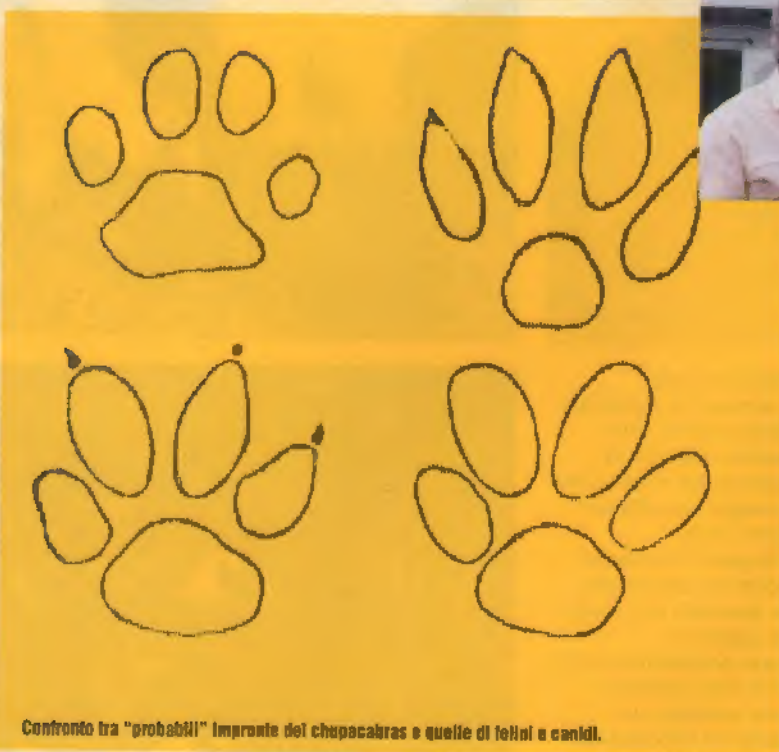 Confronto tra "probabili" impronte del chupacabras e quelle di felini e canidi.